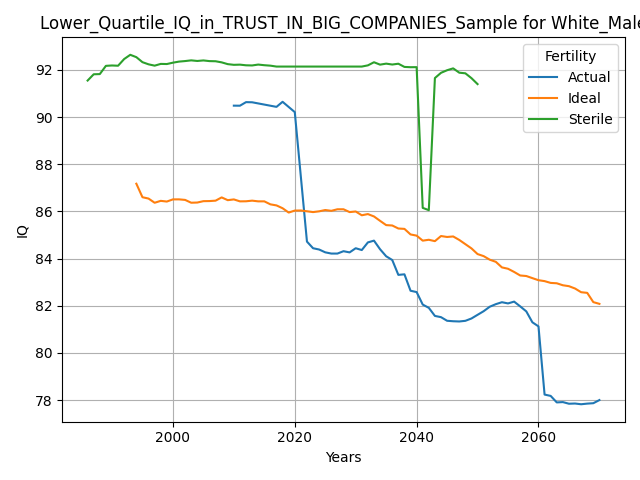 Lower_Quartile_IQ_in_TRUST_IN_BIG_COMPANIES_Sample for White_Male
Fertility
Actual
Ideal
Sterile
92
90
88
86
84
82
80
78
IQ
2000
2020
2040
2060
Years